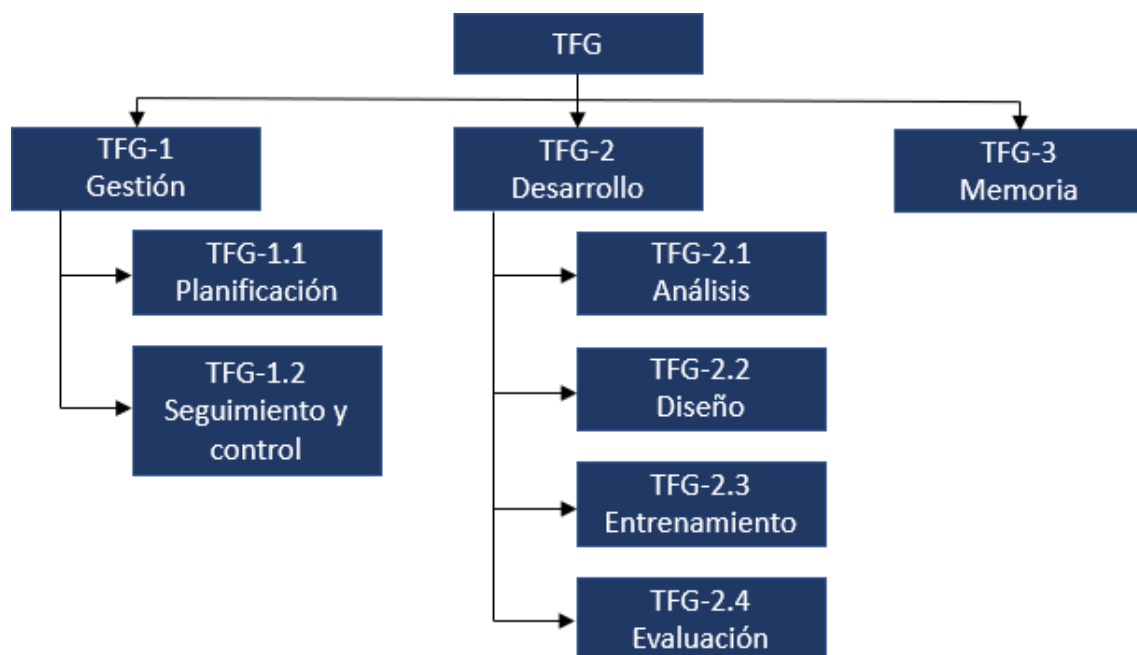 TFG
TFG-1
Gestión
TFG-2
Desarrollo
TFG-3
Memoria
TFG-1.1
Planificación
TFG-1.2
Seguimiento y
control
TFG-2.1
Análisis
TFG-2.2
Diseño
TFG-2.3
Entrenamiento
TFG-2.4
Evaluación